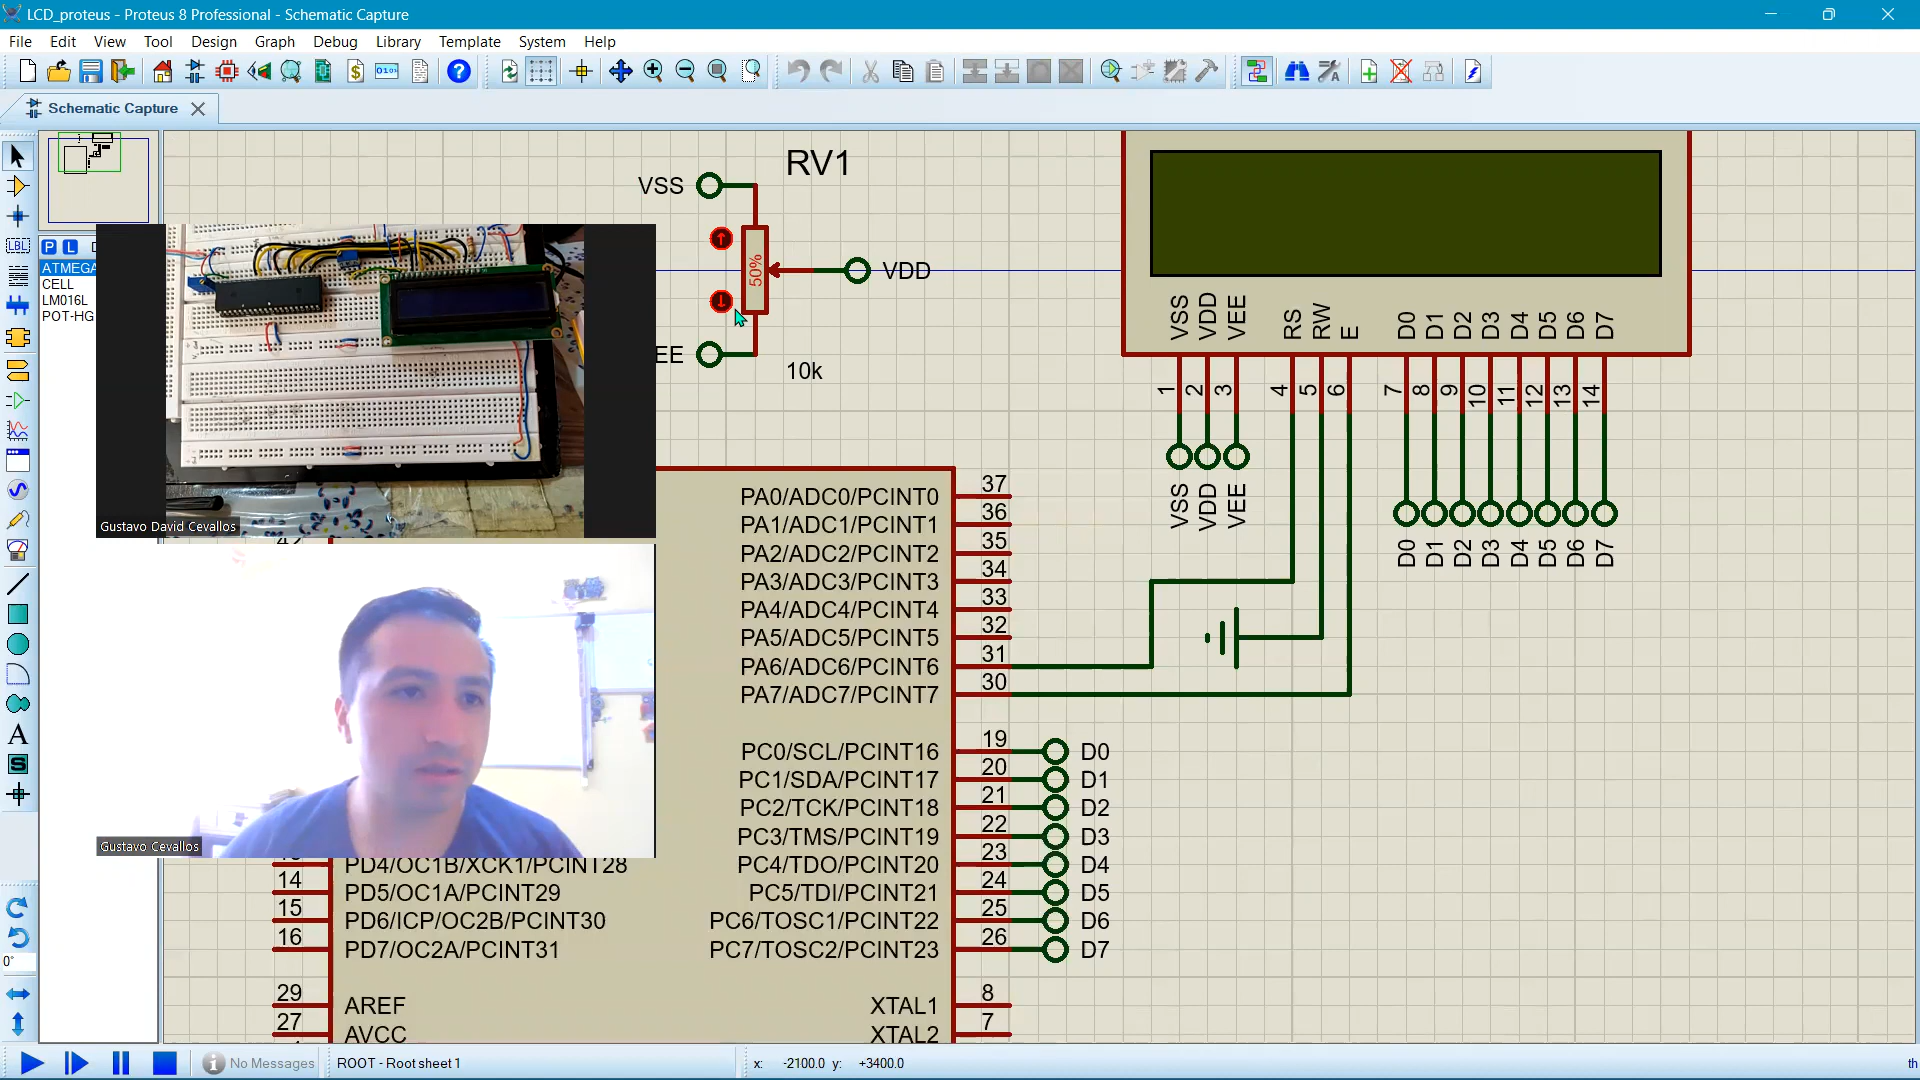 LCD_proteus - Proteus 8 Professional - Schematic Capture
File Edit View Tool Design Graph Debug Library Template System Help
Schematic Capture
P L
ATMEGA
CELL
LM016L
POT-HG
LBL
A
S
0°
RV1
VSS
50%
VDD
EE
10k
VSS VDD VEE RS RW E D0 D1 D2 D3 D4 D5 D6 D7
1 2 3 4 5 6 7 8 9 10 11 12 13 14
VSS VDD VEE
D0 D1 D2 D3 D4 D5 D6 D7
Gustavo David Cevallos
Gustavo Cevallos
PA0/ADC0/PCINT0 37
PA1/ADC1/PCINT1 36
PA2/ADC2/PCINT2 35
PA3/ADC3/PCINT3 34
PA4/ADC4/PCINT4 33
PA5/ADC5/PCINT5 32
PA6/ADC6/PCINT6 31
PA7/ADC7/PCINT7 30
PC0/SCL/PCINT16 19 D0
PC1/SDA/PCINT17 20 D1
PC2/TCK/PCINT18 21 D2
PC3/TMS/PCINT19 22 D3
PD4/OC1B/XCK1/PCINT28 PC4/TDO/PCINT20 23 D4
14 PD5/OC1A/PCINT29 PC5/TDI/PCINT21 24 D5
15 PD6/ICP/OC2B/PCINT30 PC6/TOSC1/PCINT22 25 D6
16 PD7/OC2A/PCINT31 PC7/TOSC2/PCINT23 26 D7
29 AREF XTAL1 8
27 AVCC XTAL2 7
No Messages ROOT - Root sheet 1 x: -2100.0 y: +3400.0 th